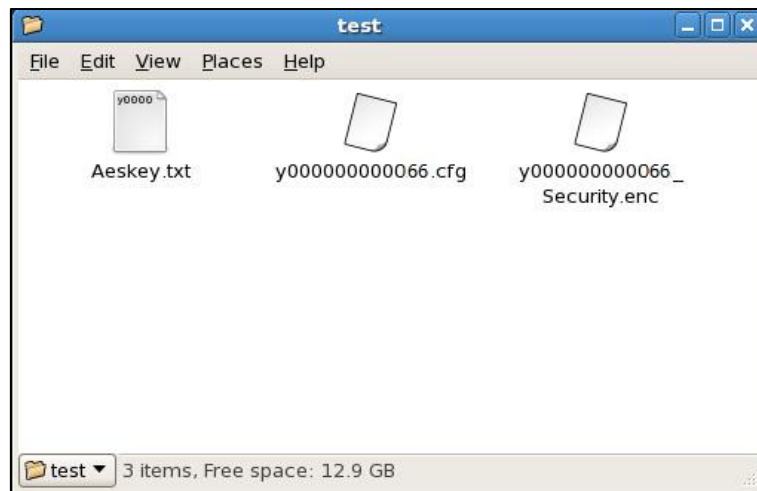 test
File Edit View Places Help
y0000
Aeskey.txt
y000000000066.cfg
y000000000066_
Security.enc
test 3 items, Free space: 12.9 GB